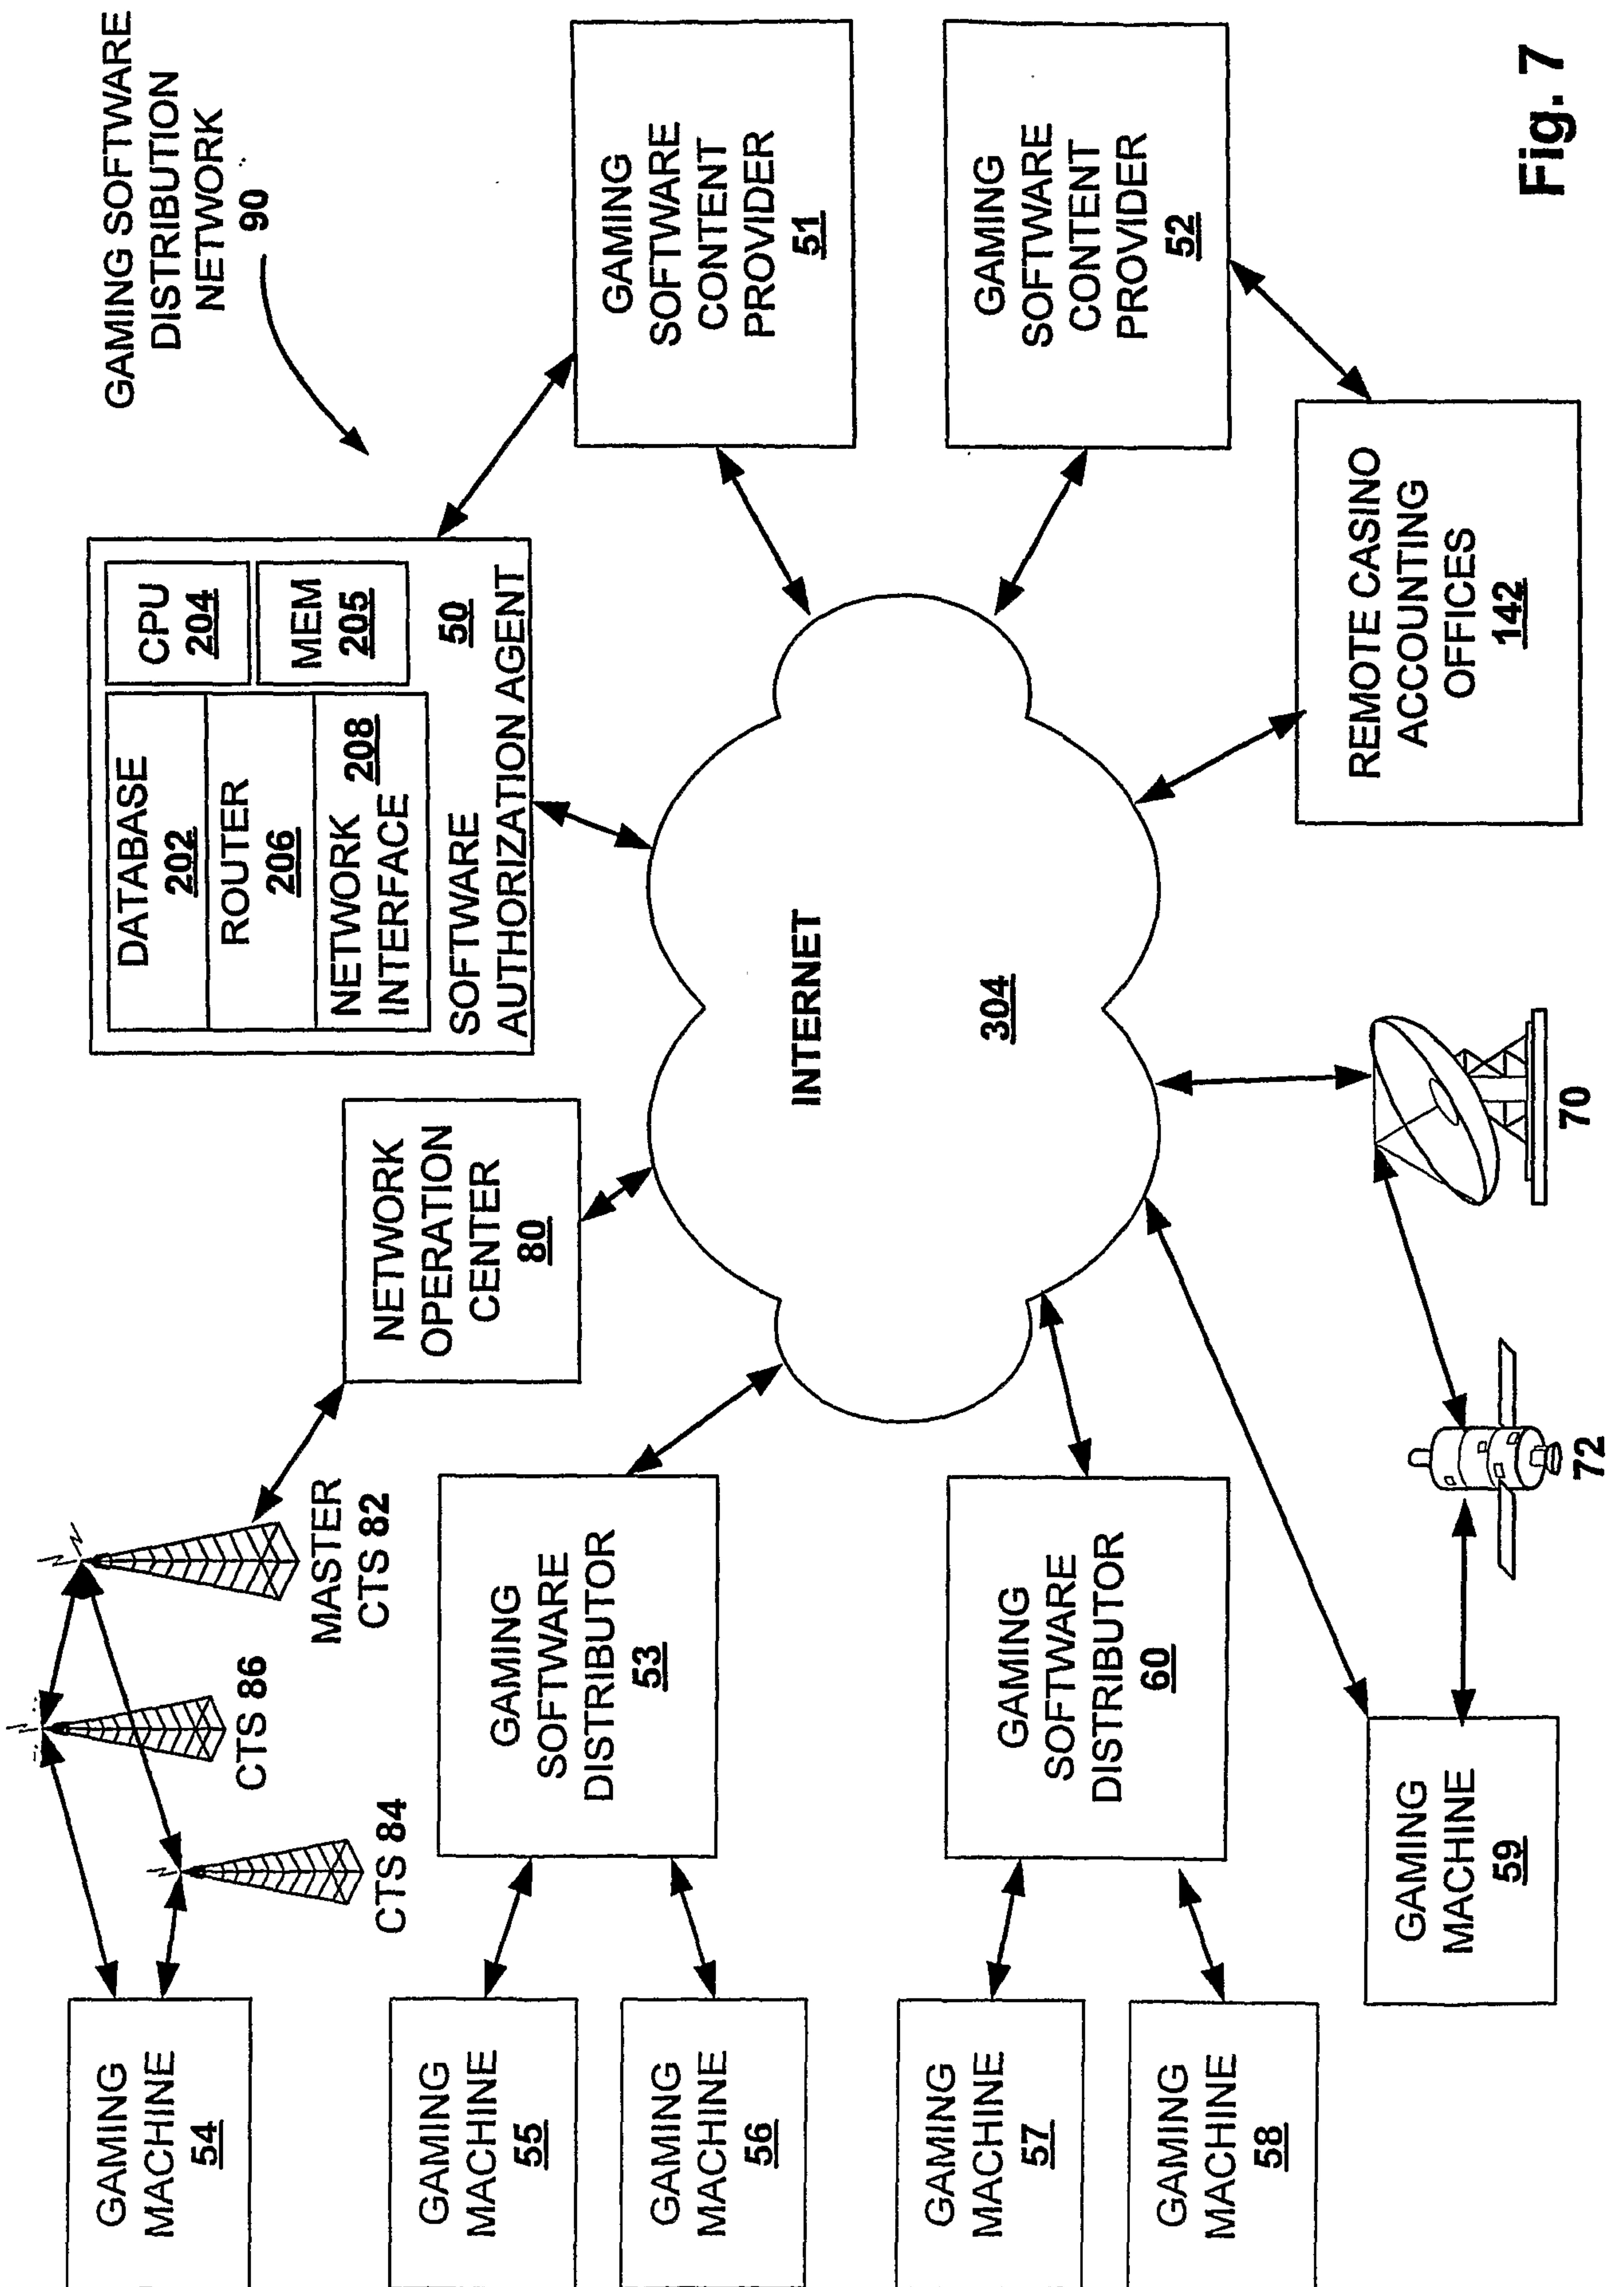 GAMING SOFTWARE
DISTRIBUTION
NETWORK
90
DATABASE
202
ROUTER
206
NETWORK
208
INTERFACE
CPU
204
MEM
205
50
SOFTWARE
AUTHORIZATION AGENT
GAMING
SOFTWARE
CONTENT
PROVIDER
51
GAMING
SOFTWARE
CONTENT
PROVIDER
52
REMOTE CASINO
ACCOUNTING
OFFICES
142
NETWORK
OPERATION
CENTER
80
INTERNET
304
MASTER
CTS 82
CTS 86
CTS 84
GAMING
SOFTWARE
DISTRIBUTOR
53
GAMING
SOFTWARE
DISTRIBUTOR
60
GAMING
MACHINE
54
GAMING
MACHINE
55
GAMING
MACHINE
56
GAMING
MACHINE
57
GAMING
MACHINE
58
GAMING
MACHINE
59
72
70
Fig. 7